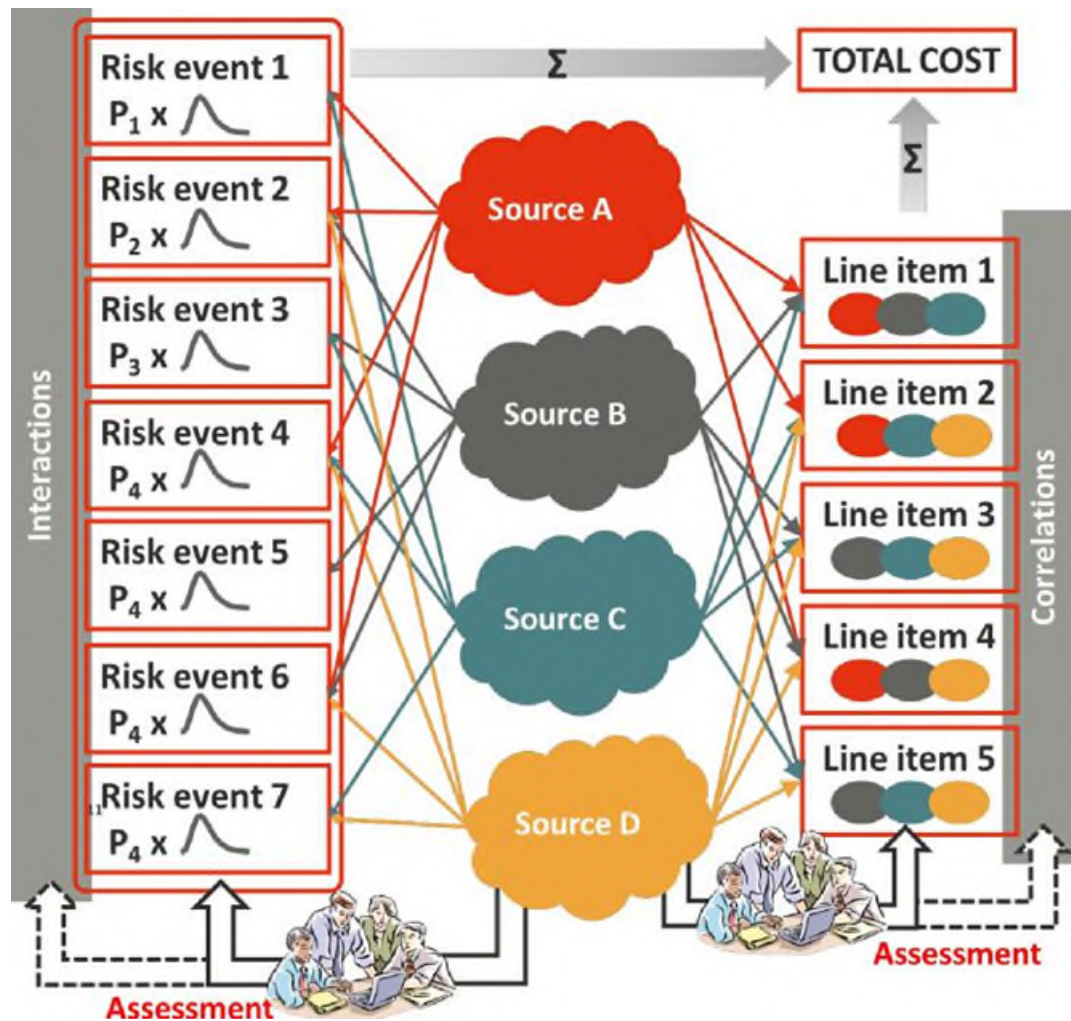 Interactions
Risk event 1
P₁ x
Risk event 2
P₂ x
Risk event 3
P₃ x
Risk event 4
P₄ x
Risk event 5
P₄ x
Risk event 6
P₄ x
11
Risk event 7
P₄ x
Σ
TOTAL COST
Σ
Source A
Source B
Source C
Source D
Line item 1
Line item 2
Line item 3
Line item 4
Line item 5
Correlations
Assessment
Assessment